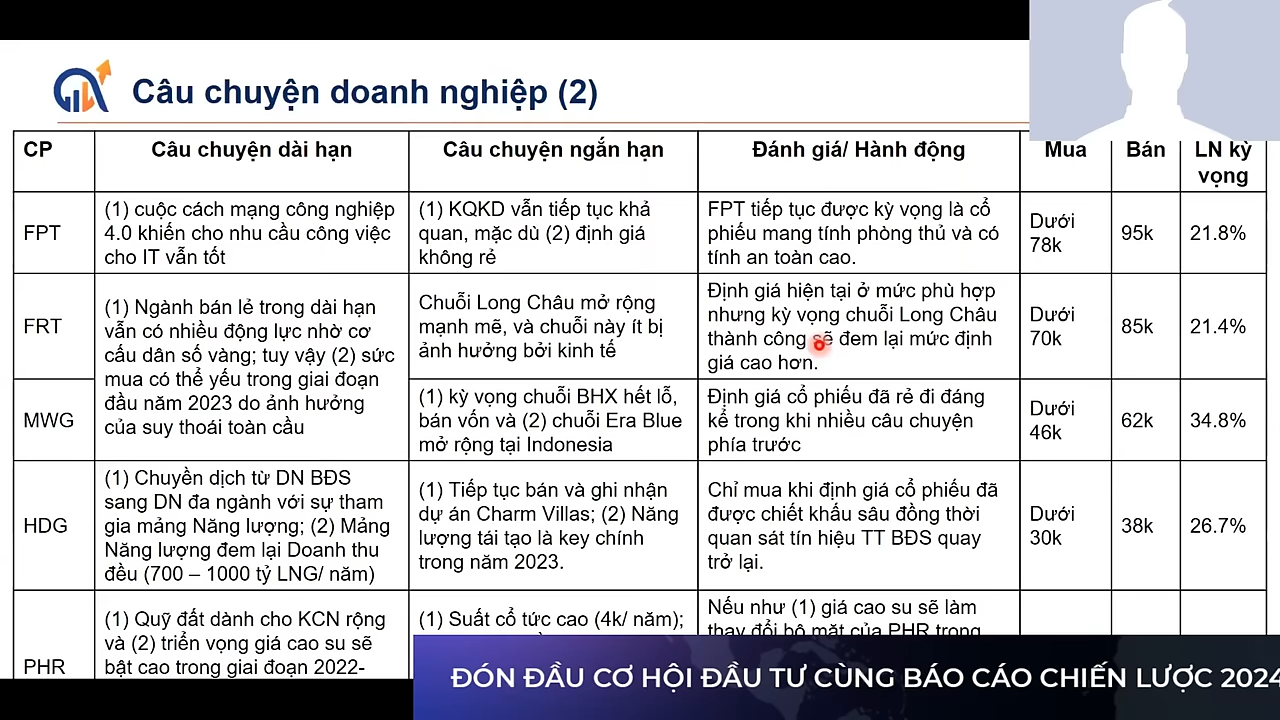 Câu chuyện doanh nghiệp (2)
CP
Câu chuyện dài hạn
Câu chuyện ngắn hạn
Đánh giá/ Hành động
Mua
Bán
LN kỳ
vọng
FPT
(1) cuộc cách mạng công nghiệp
4.0 khiến cho nhu cầu công việc
cho IT vẫn tốt
(1) KQKD vẫn tiếp tục khả
quan, mặc dù (2) định giá
không rẻ
FPT tiếp tục được kỳ vọng là cổ
phiếu mang tính phòng thủ và có
tính an toàn cao.
Dưới
78k
95k
21.8%
FRT
(1) Ngành bán lẻ trong dài hạn
vẫn có nhiều động lực nhờ cơ
cấu dân số vàng; tuy vậy (2) sức
mua có thể yếu trong giai đoạn
đầu năm 2023 do ảnh hưởng
của suy thoái toàn cầu
Chuỗi Long Châu mở rộng
mạnh mẽ, và chuỗi này ít bị
ảnh hưởng bởi kinh tế
Định giá hiện tại ở mức phù hợp
nhưng kỳ vọng chuỗi Long Châu
thành công sẽ đem lại mức định
giá cao hơn.
Dưới
70k
85k
21.4%
MWG
(1) kỳ vọng chuỗi BHX hết lỗ,
bán vốn và (2) chuỗi Era Blue
mở rộng tại Indonesia
Định giá cổ phiếu đã rẻ đi đáng
kể trong khi nhiều câu chuyện
phía trước
Dưới
46k
62k
34.8%
HDG
(1) Chuyển dịch từ DN BĐS
sang DN đa ngành với sự tham
gia mảng Năng lượng; (2) Mảng
Năng lượng đem lại Doanh thu
đều (700 – 1000 tỷ LNG/ năm)
(1) Tiếp tục bán và ghi nhận
dự án Charm Villas; (2) Năng
lượng tái tạo là key chính
trong năm 2023.
Chỉ mua khi định giá cổ phiếu đã
được chiết khấu sâu đồng thời
quan sát tín hiệu TT BĐS quay
trở lại.
Dưới
30k
38k
26.7%
PHR
(1) Quỹ đất dành cho KCN rộng
và (2) triển vọng giá cao su sẽ
bật cao trong giai đoạn 2022-
(1) Suất cổ tức cao (4k/ năm);
Nếu như (1) giá cao su sẽ làm
thay đổi bộ mặt của PHR trong
ĐÓN ĐẦU CƠ HỘI ĐẦU TƯ CÙNG BÁO CÁO CHIẾN LƯỢC 2024